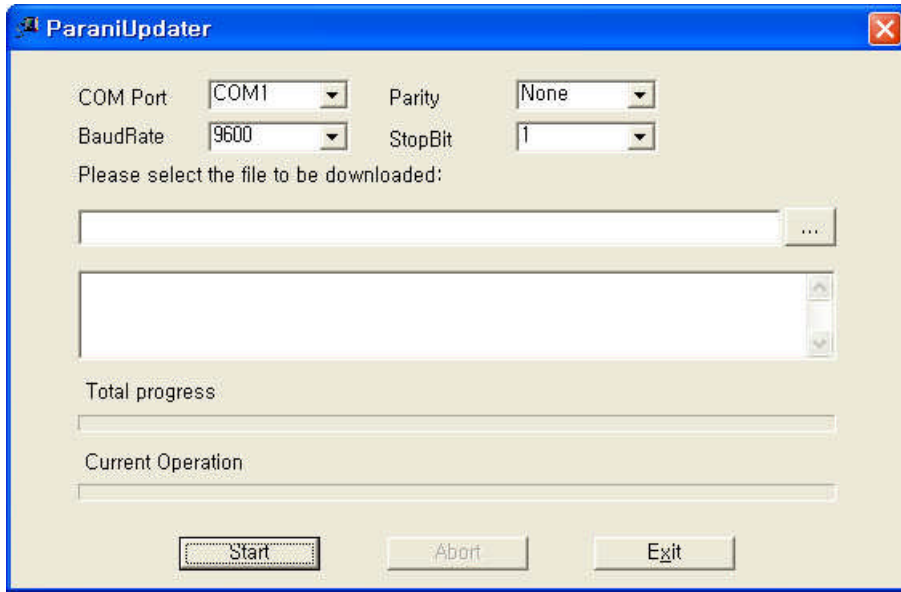 ParaniUpdater
COM Port COM1 Parity None
BaudRate 9600 StopBit 1
Please select the file to be downloaded:
...
Total progress
Current Operation
Start Abort Exit